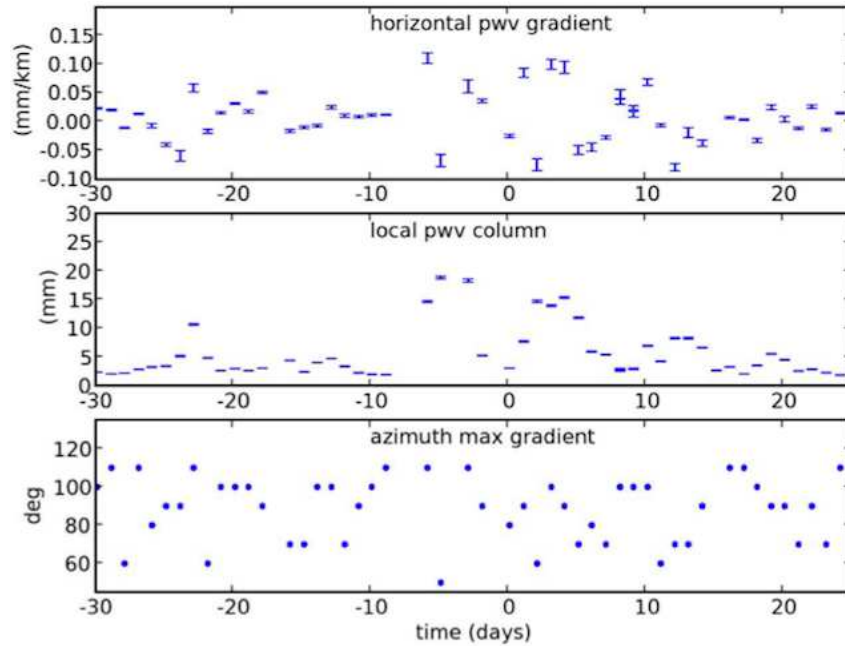 horizontal pwv gradient
(mm/km)
0.15
0.10
0.05
0.00
-0.05
-0.10
-30 -20 -10 0 10 20
local pwv column
(mm)
30
25
20
15
10
5
0
-30 -20 -10 0 10 20
azimuth max gradient
deg
120
100
80
60
-30 -20 -10 0 10 20
time (days)